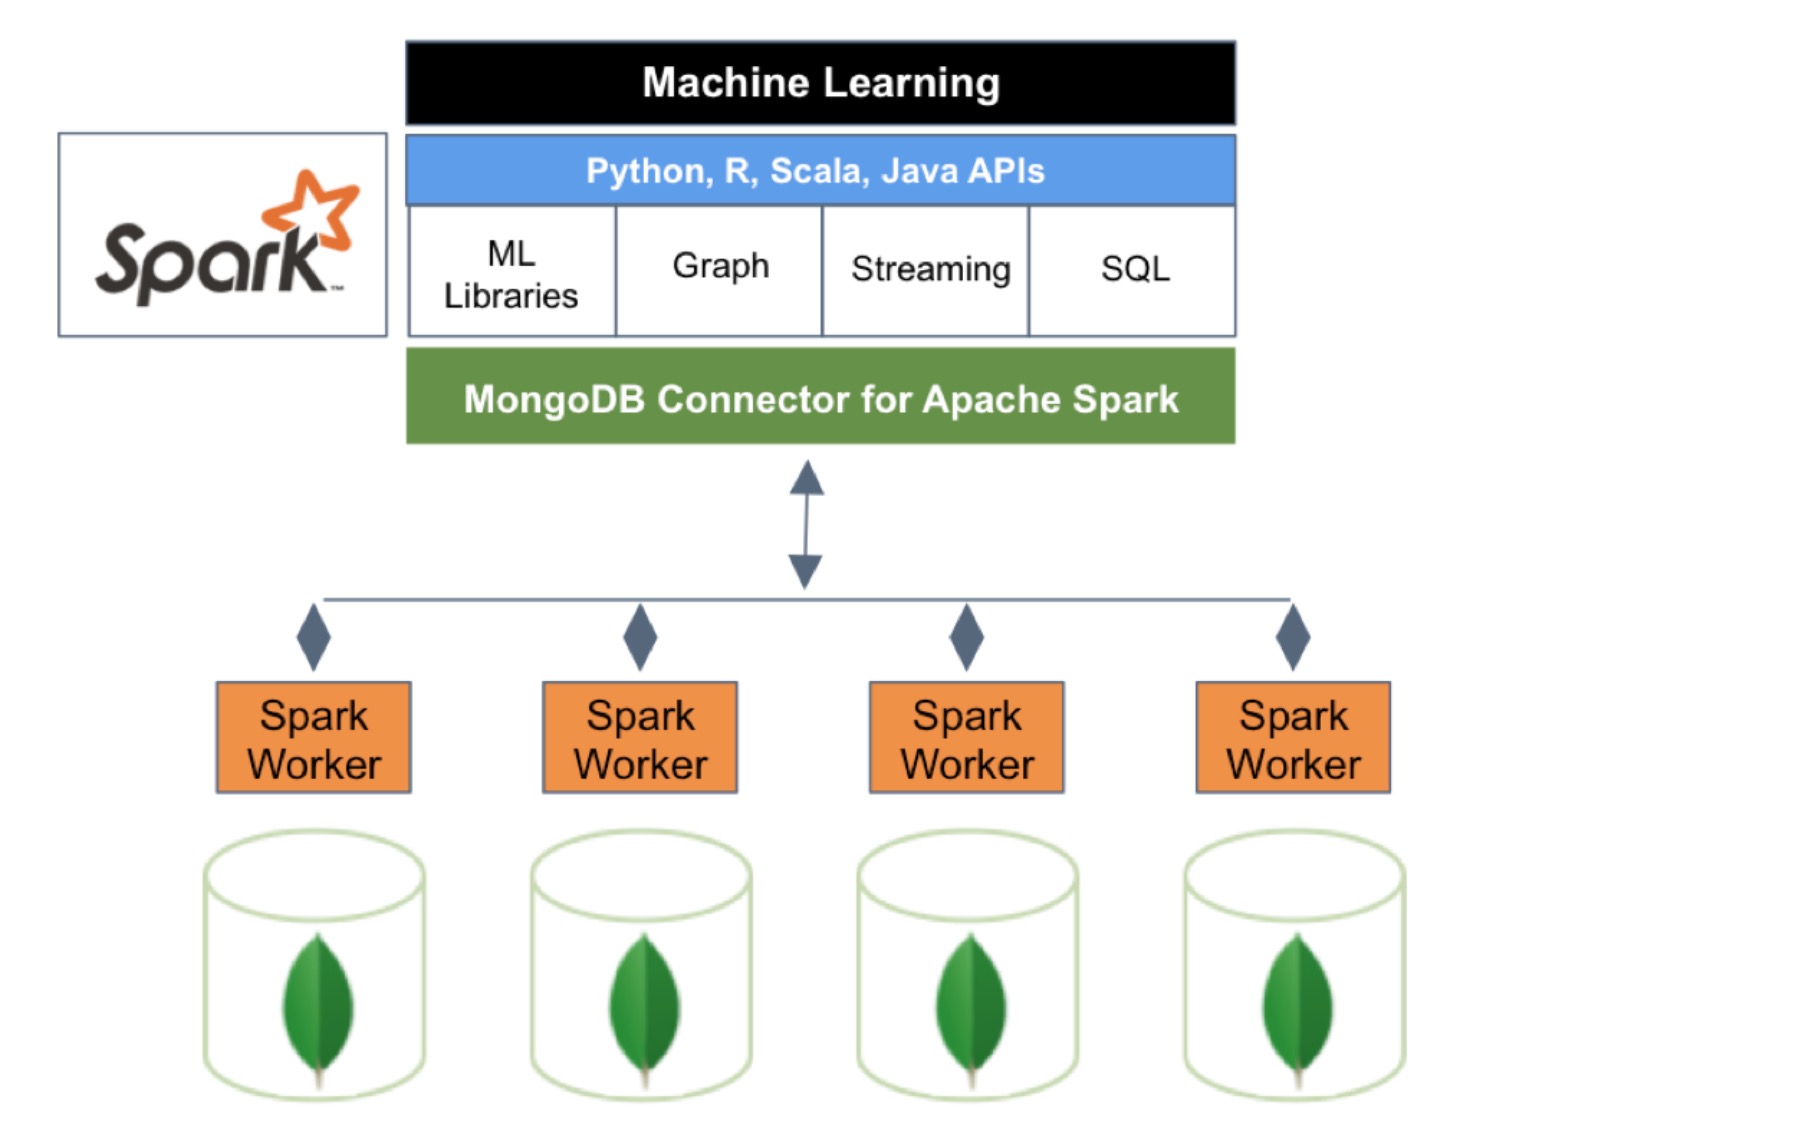 Machine Learning
Python, R, Scala, Java APIs
Spark™
ML
Libraries
Graph
Streaming
SQL
MongoDB Connector for Apache Spark
Spark
Worker
Spark
Worker
Spark
Worker
Spark
Worker